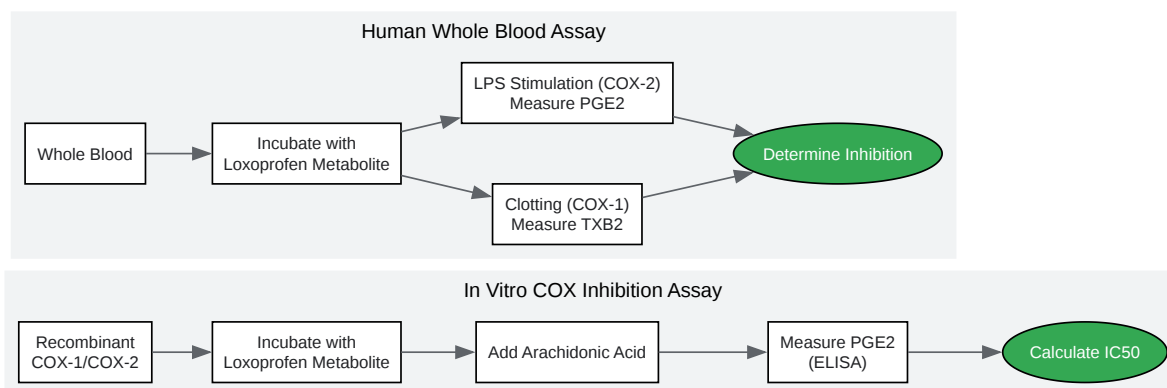 Human Whole Blood Assay
Whole Blood
Incubate with
Loxoprofen Metabolite
LPS Stimulation (COX-2)
Measure PGE2
Clotting (COX-1)
Measure TXB2
Determine Inhibition
In Vitro COX Inhibition Assay
Recombinant
COX-1/COX-2
Incubate with
Loxoprofen Metabolite
Add Arachidonic Acid
Measure PGE2
(ELISA)
Calculate IC50